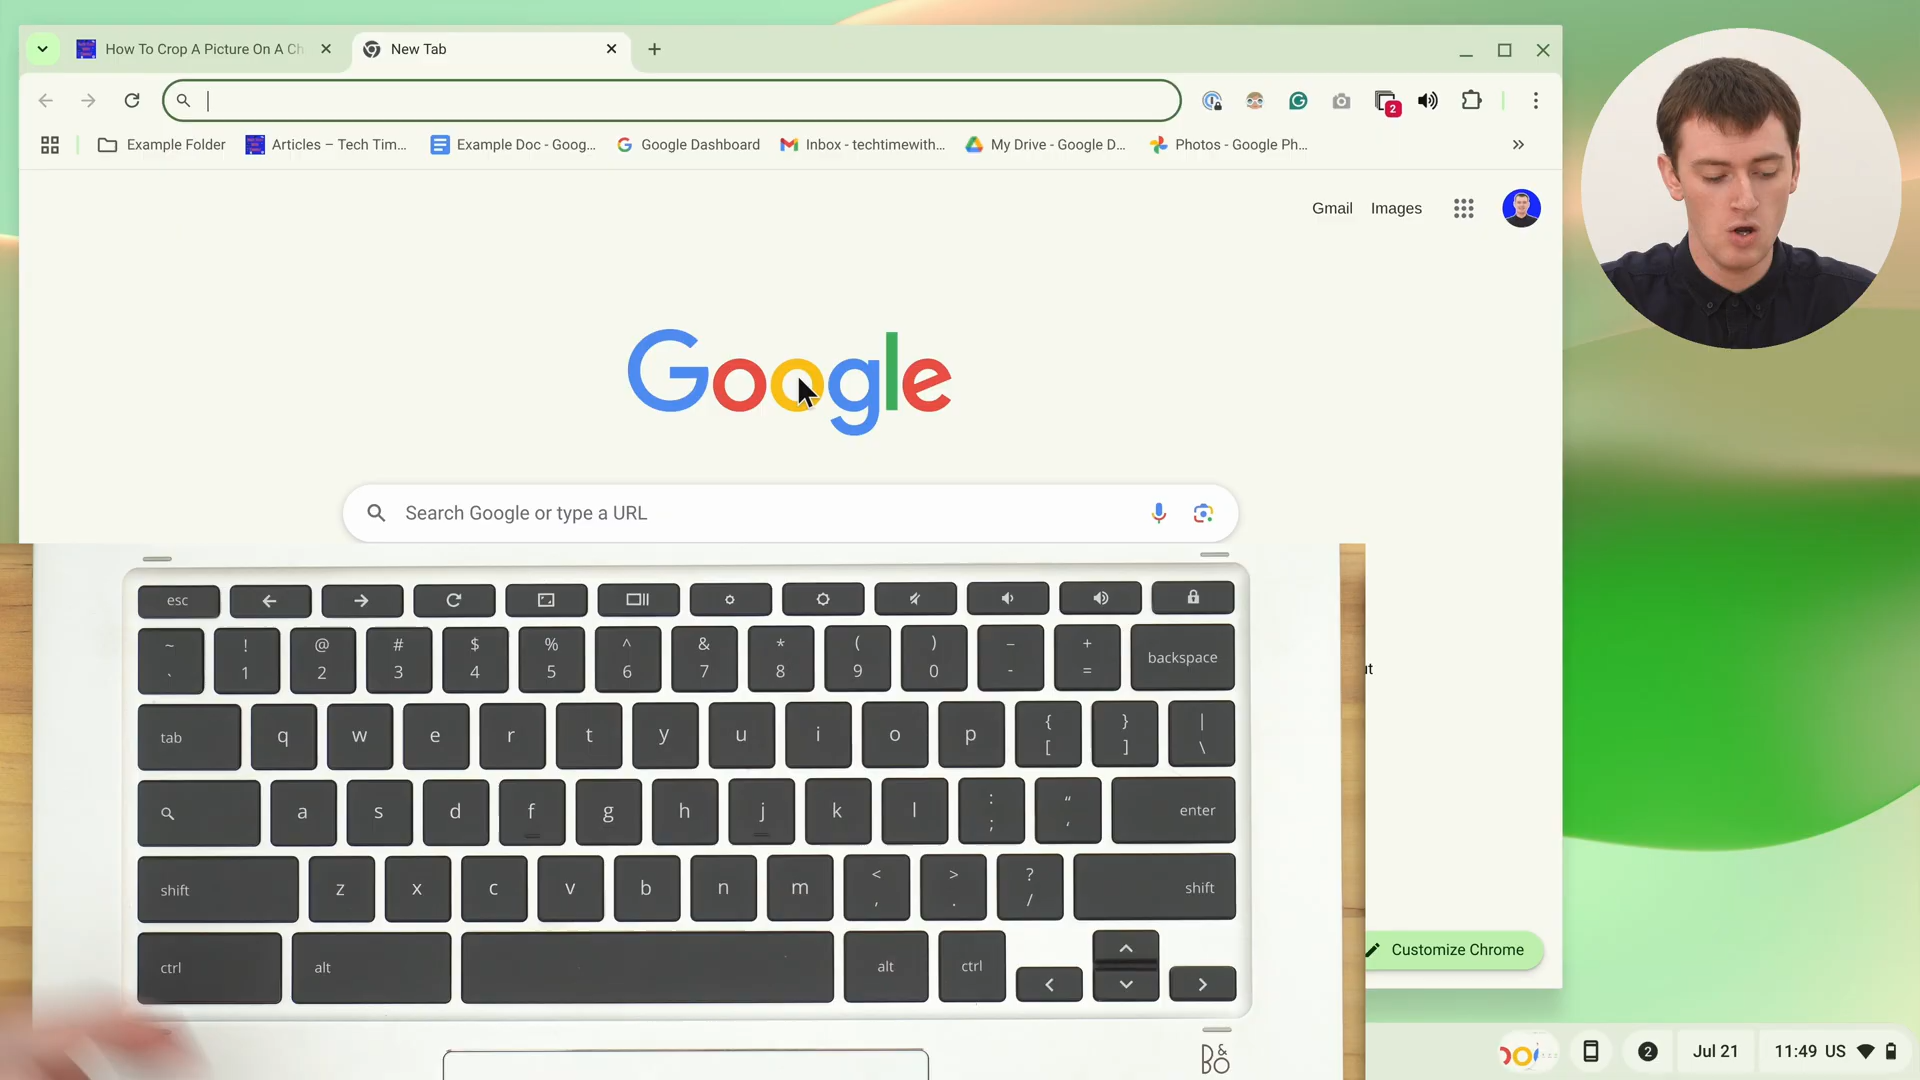 How To Crop A Picture On A Ch
New Tab
Example Folder
Articles – Tech Tim...
Example Doc - Goog...
Google Dashboard
Inbox - techtimewith...
My Drive - Google D...
Photos - Google Ph...
2
Gmail Images
Google
Search Google or type a URL
esc
~ ! @ # $ % ^ & * ( ) – +
` 1 2 3 4 5 6 7 8 9 0 - = backspace
tab q w e r t y u i o p { [ } ] | \
a s d f g h j k l : ; “ ‘ enter
shift z x c v b n m < , > . ? / shift
ctrl alt alt ctrl
B&O
ut
Customize Chrome
2
Jul 21
11:49 US